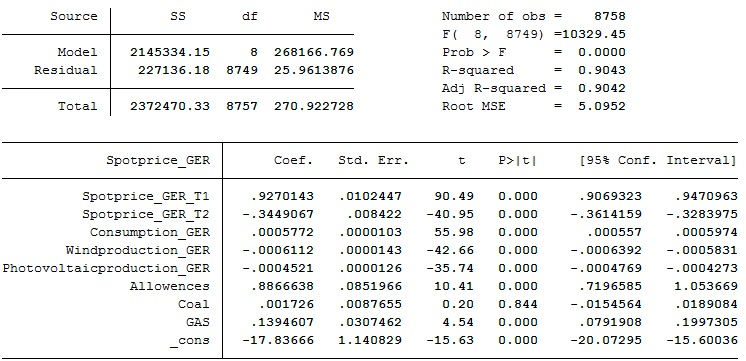 Source SS df MS Number of obs = 8758
F( 8, 8749) =10329.45
Model 2145334.15 8 268166.769 Prob > F = 0.0000
Residual 227136.18 8749 25.9613876 R-squared = 0.9043
Adj R-squared = 0.9042
Total 2372470.33 8757 270.922728 Root MSE = 5.0952
Spotprice_GER Coef. Std. Err. t P>|t| [95% Conf. Interval]
Spotprice_GER_T1 .9270143 .0102447 90.49 0.000 .9069323 .9470963
Spotprice_GER_T2 -.3449067 .008422 -40.95 0.000 -.3614159 -.3283975
Consumption_GER .0005772 .0000103 55.98 0.000 .000557 .0005974
Windproduction_GER -.0006112 .0000143 -42.66 0.000 -.0006392 -.0005831
Photovoltaicproduction_GER -.0004521 .0000126 -35.74 0.000 -.0004769 -.0004273
Allowences .8866638 .0851966 10.41 0.000 .7196585 1.053669
Coal .001726 .0087655 0.20 0.844 -.0154564 .0189084
GAS .1394607 .0307462 4.54 0.000 .0791908 .1997305
_cons -17.83666 1.140829 -15.63 0.000 -20.07295 -15.60036